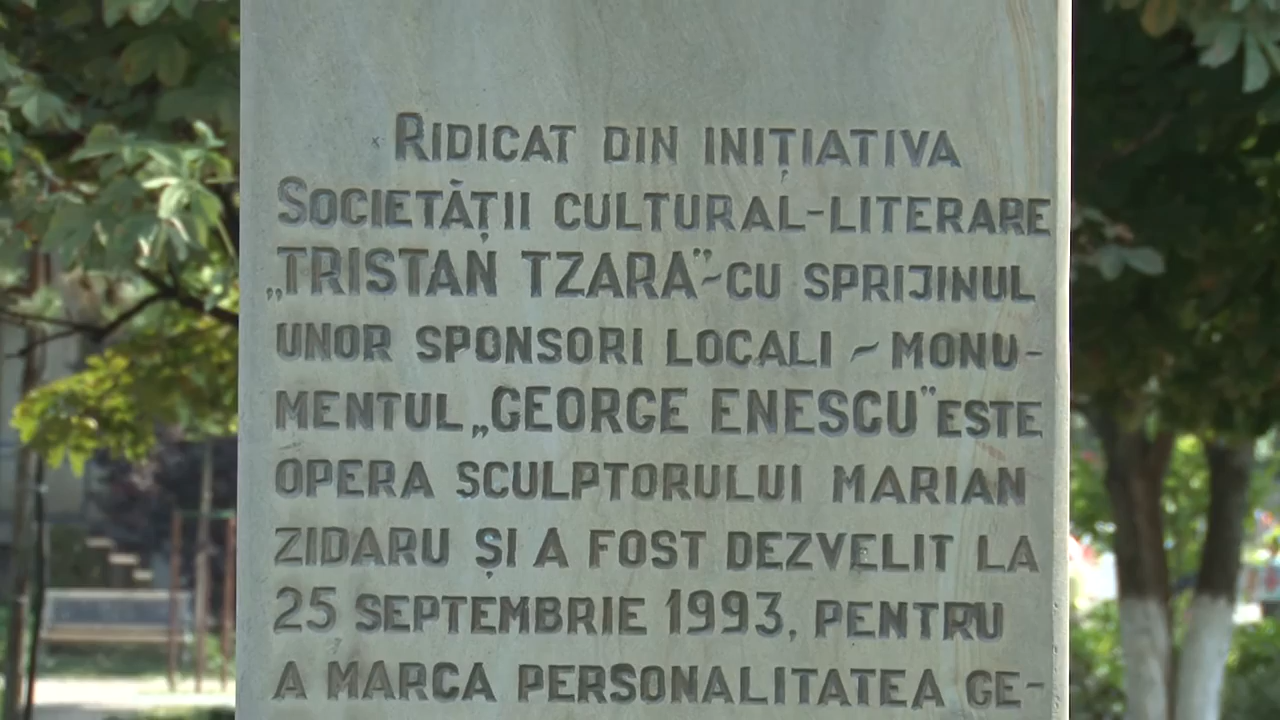 RIDICAT DIN INIȚIATIVA
SOCIETĂȚII CULTURAL-LITERARE
„TRISTAN TZARA”-CU SPRIJINUL
UNOR SPONSORI LOCALI - MONU-
MENTUL „GEORGE ENESCU” ESTE
OPERA SCULPTORULUI MARIAN
ZIDARU ȘI A FOST DEZVELIT LA
25 SEPTEMBRIE 1993, PENTRU
A MARCA PERSONALITATEA GE-